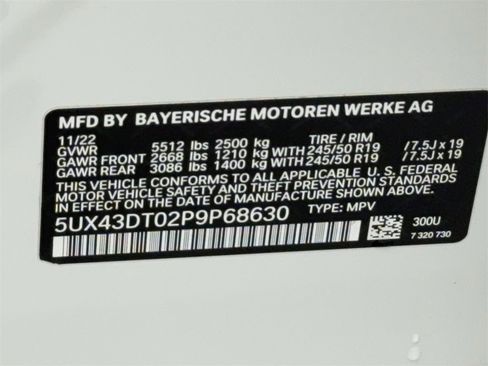 MFD BY BAYERISCHE MOTOREN WERKE AG
11/22 TIRE / RIM
GVWR 5512 lbs 2500 kg
GAWR FRONT 2668 lbs 1210 kg WITH 245/50 R19 / 7.5J x 19
GAWR REAR 3086 lbs 1400 kg WITH 245/50 R19 / 7.5J x 19
THIS VEHICLE CONFORMS TO ALL APPLICABLE U. S. FEDERAL
MOTOR VEHICLE SAFETY, AND THEFT PREVENTION STANDARDS
IN EFFECT ON THE DATE OF MANUFACTURE SHOWN ABOVE.
5UX43DT02P9P68630 TYPE: MPV
300U
7 320 730